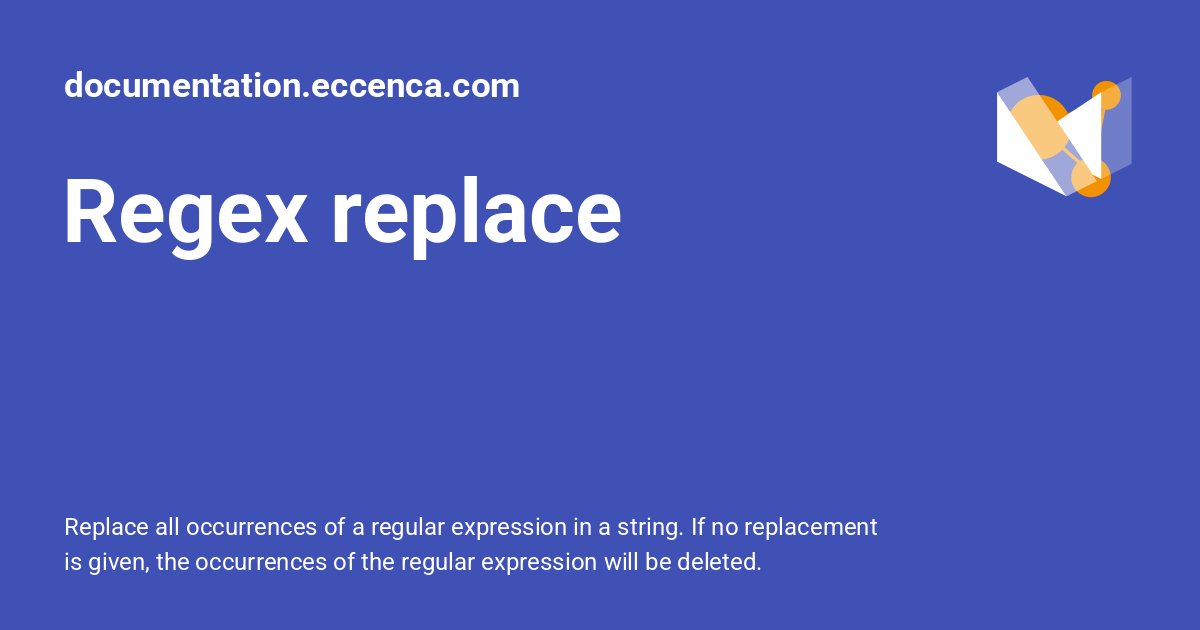 documentation.eccenca.com
Regex replace
Replace all occurrences of a regular expression in a string. If no replacement
is given, the occurrences of the regular expression will be deleted.